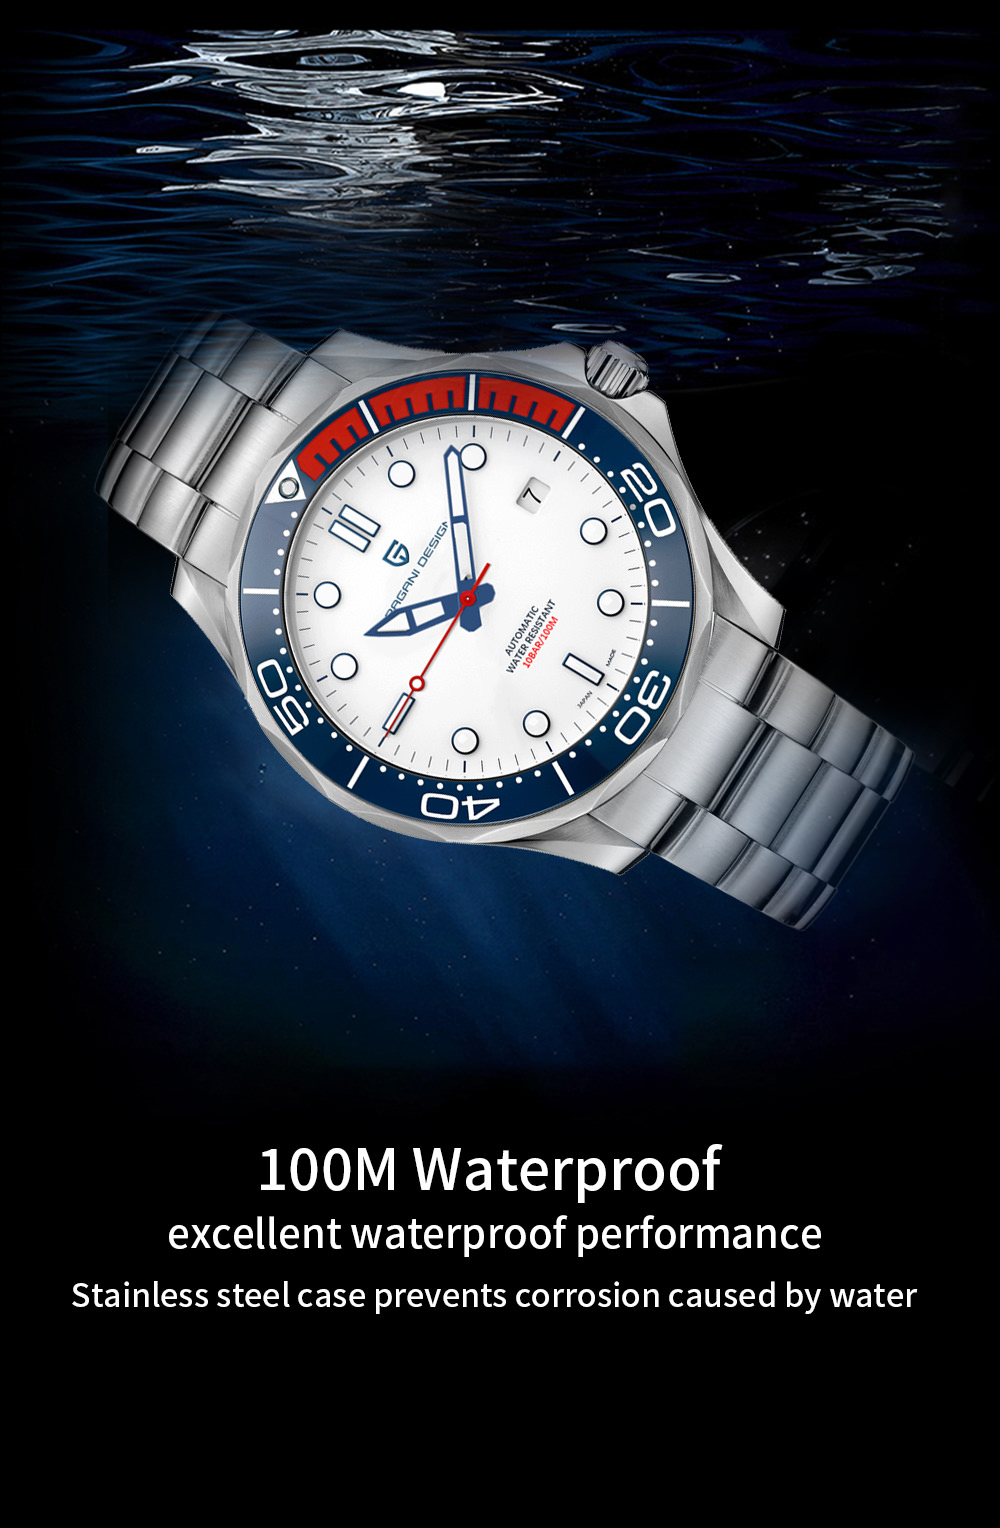 20
7
PAGANI DESIGN
AUTOMATIC
WATER RESISTANT
10BAR/100M
JAPAN MADE
50
30
40
100M Waterproof
excellent waterproof performance
Stainless steel case prevents corrosion caused by water